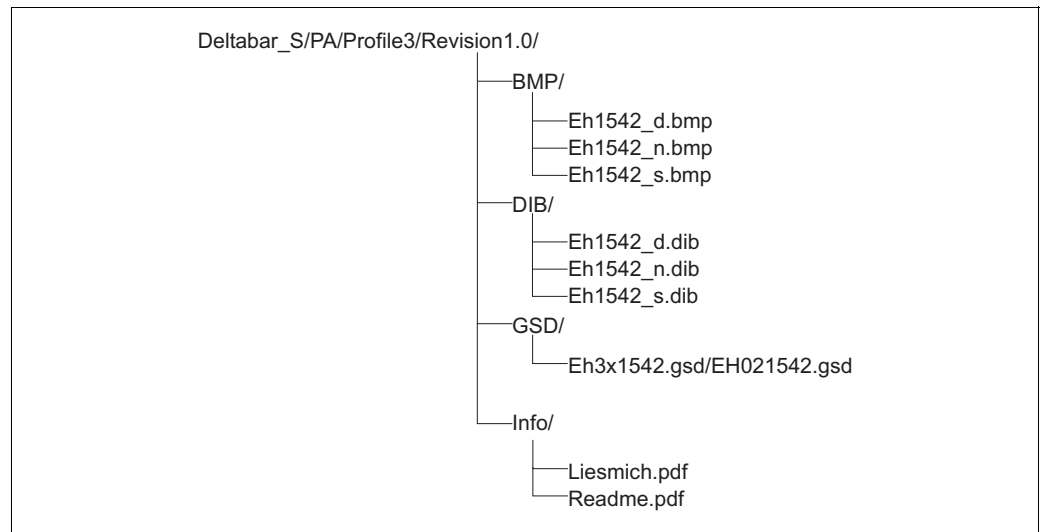 Deltabar_S/PA/Profile3/Revision1.0/
BMP/
Eh1542_d.bmp
Eh1542_n.bmp
Eh1542_s.bmp
DIB/
Eh1542_d.dib
Eh1542_n.dib
Eh1542_s.dib
GSD/
Eh3x1542.gsd/EH021542.gsd
Info/
Liesmich.pdf
Readme.pdf